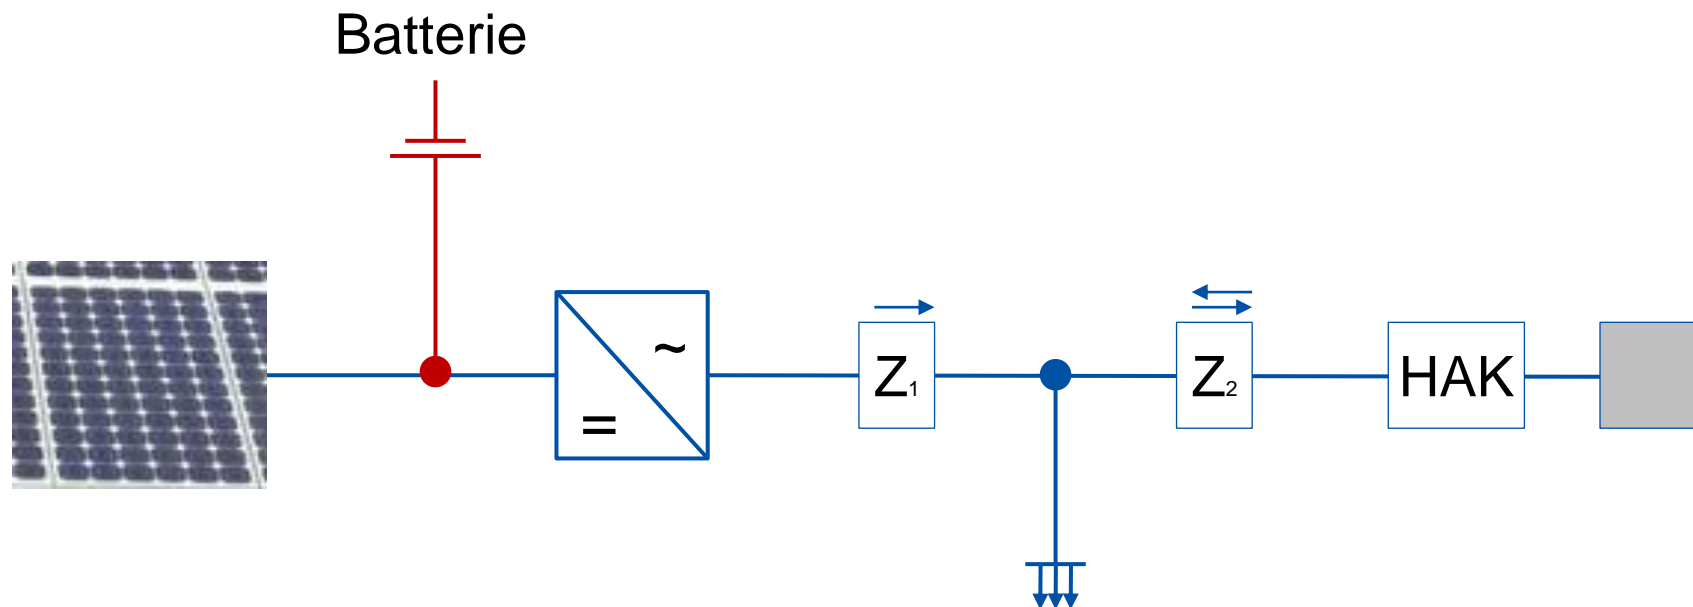 Batterie
~
=
Z1
Z2
HAK